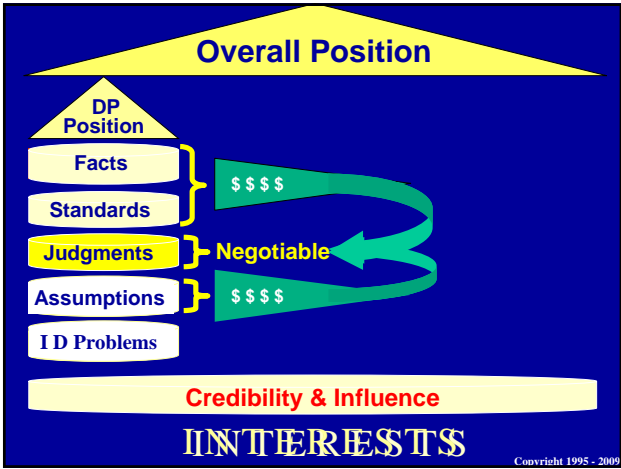 Overall Position
DP
Position
Facts
$ $ $ $
Standards
Judgments
Negotiable
Assumptions
$ $ $ $
I D Problems
Credibility & Influence
INTERESTS
Copyright 1995 - 2009